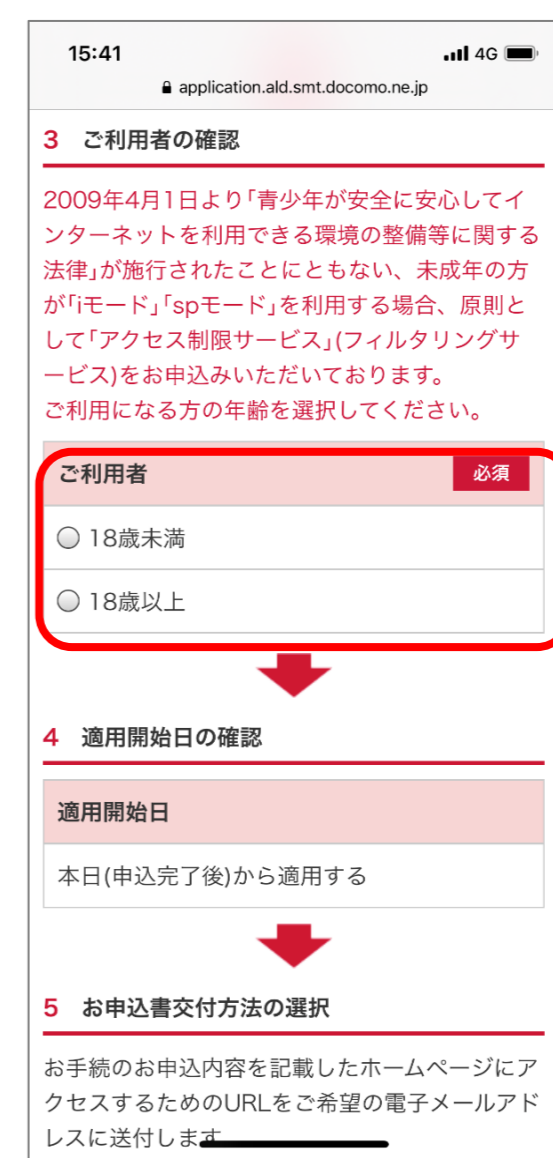 15:41
4G
application.ald.smt.docomo.ne.jp
3 ご利用者の確認
2009年4月1日より「青少年が安全に安心してイ
ンターネットを利用できる環境の整備等に関する
法律」が施行されたことにともない、未成年の方
が「iモード」「spモード」を利用する場合、原則と
して「アクセス制限サービス」(フィルタリングサ
ービス)をお申込みいただいております。
ご利用になる方の年齢を選択してください。
ご利用者 必須
18歳未満
18歳以上
4 適用開始日の確認
適用開始日
本日(申込完了後)から適用する
5 お申込書交付方法の選択
お手続のお申込内容を記載したホームページにア
クセスするためのURLをご希望の電子メールアド
レスに送付します